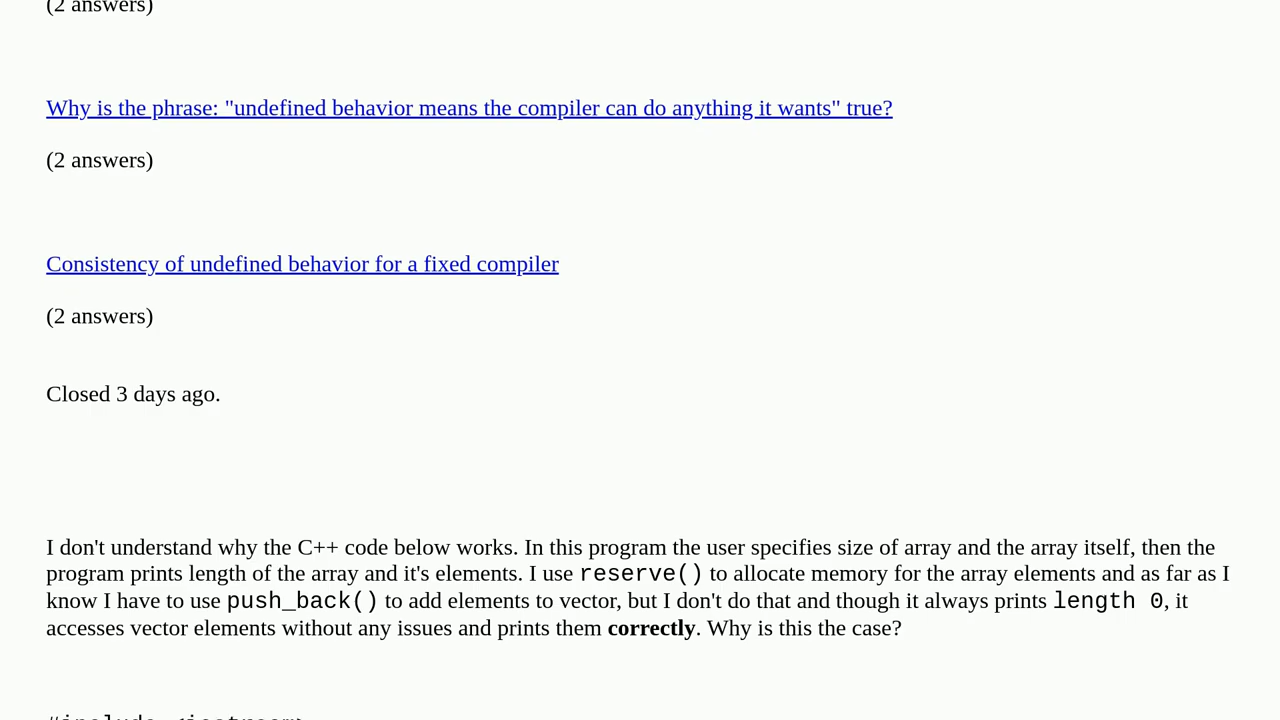 (2 answers)
Why is the phrase: "undefined behavior means the compiler can do anything it wants" true?
(2 answers)
Consistency of undefined behavior for a fixed compiler
(2 answers)
Closed 3 days ago.
I don't understand why the C++ code below works. In this program the user specifies size of array and the array itself, then the
program prints length of the array and it's elements. I use reserve() to allocate memory for the array elements and as far as I
know I have to use push_back() to add elements to vector, but I don't do that and though it always prints length 0, it
accesses vector elements without any issues and prints them correctly. Why is this the case?
#include <iostream>